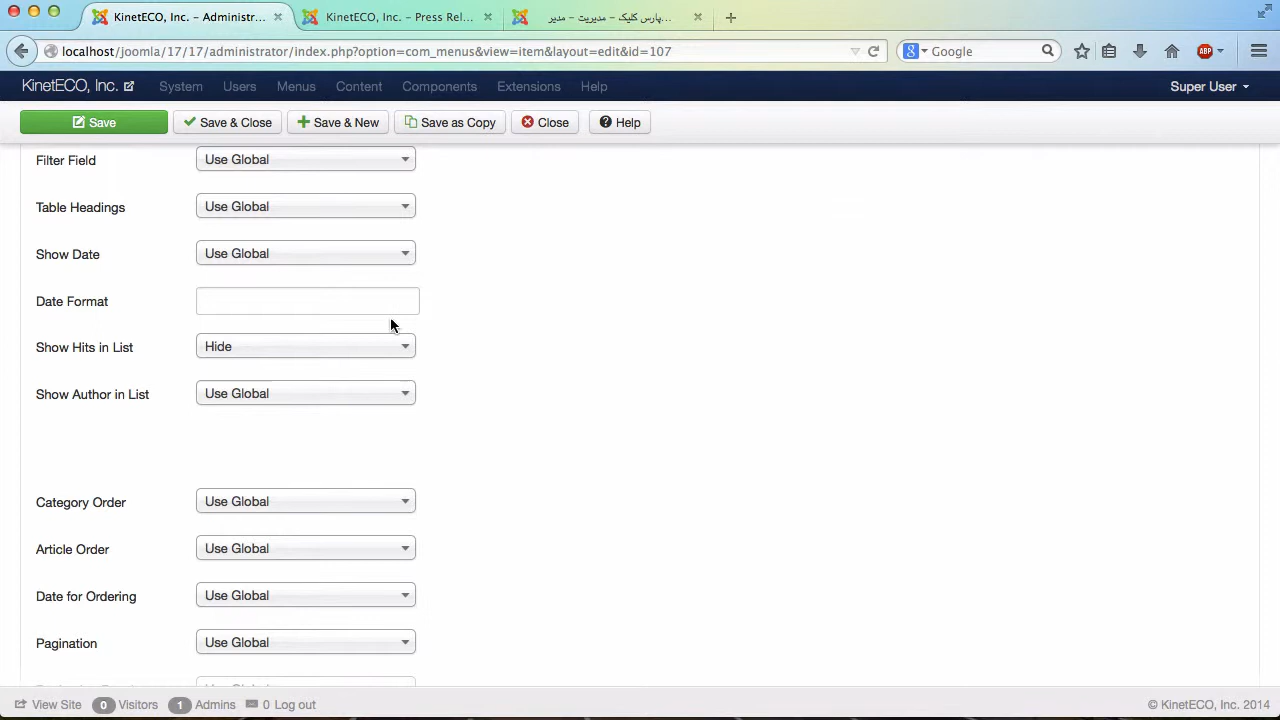 KinetECO, Inc. - Administr...
KinetECO, Inc. - Press Rel...
پارس کلیک - مدیریت - مدیر...
localhost/joomla/17/17/administrator/index.php?option=com_menus&view=item&layout=edit&id=107
Google
ABP
KinetECO, Inc. System Users Menus Content Components Extensions Help Super User
Save Save & Close Save & New Save as Copy Close Help
Filter Field Use Global
Table Headings Use Global
Show Date Use Global
Date Format
Show Hits in List Hide
Show Author in List Use Global
Category Order Use Global
Article Order Use Global
Date for Ordering Use Global
Pagination Use Global
View Site 0 Visitors 1 Admins 0 Log out © KinetECO, Inc. 2014